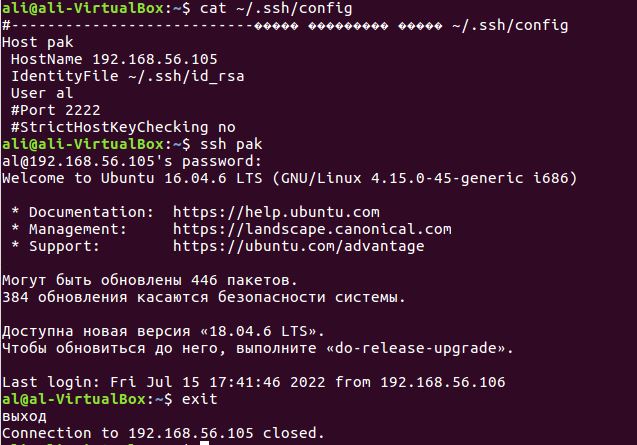 ali@ali-VirtualBox:~$ cat ~/.ssh/config
#---------------------------����� ��������� ����� ~/.ssh/config
Host pak
 HostName 192.168.56.105
 IdentityFile ~/.ssh/id_rsa
 User al
 #Port 2222
 #StrictHostKeyChecking no
ali@ali-VirtualBox:~$ ssh pak
al@192.168.56.105's password:
Welcome to Ubuntu 16.04.6 LTS (GNU/Linux 4.15.0-45-generic i686)

 * Documentation:  https://help.ubuntu.com
 * Management:     https://landscape.canonical.com
 * Support:        https://ubuntu.com/advantage

Могут быть обновлены 446 пакетов.
384 обновления касаются безопасности системы.

Доступна новая версия «18.04.6 LTS».
Чтобы обновиться до него, выполните «do-release-upgrade».

Last login: Fri Jul 15 17:41:46 2022 from 192.168.56.106
al@al-VirtualBox:~$ exit
выход
Connection to 192.168.56.105 closed.